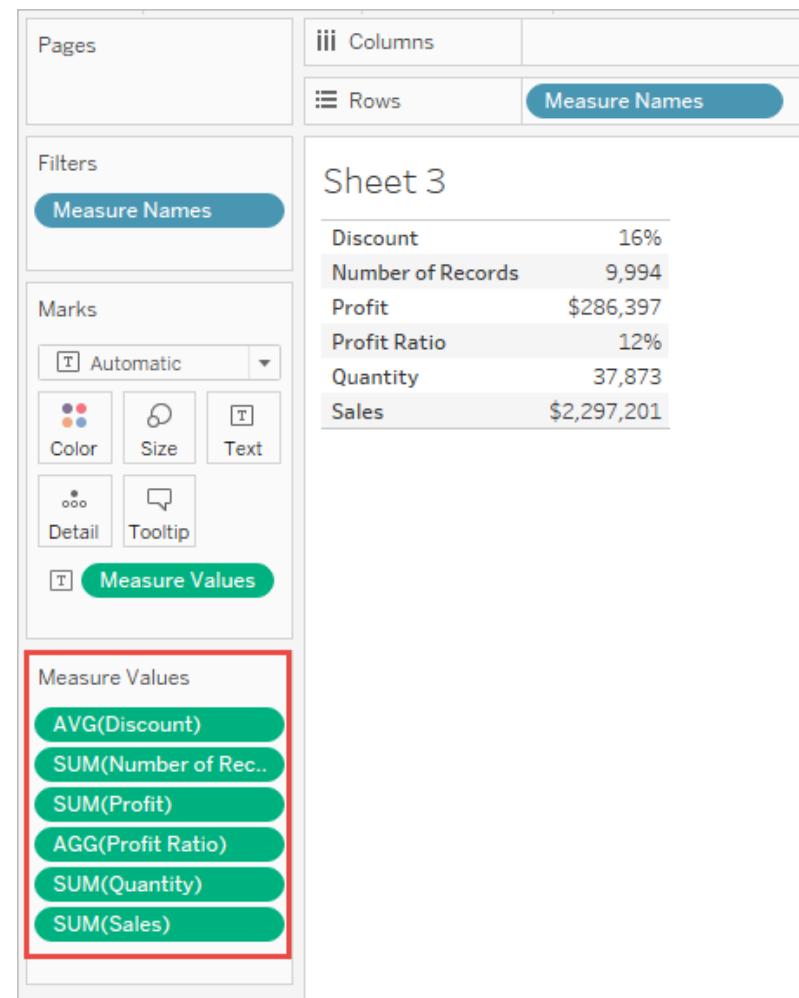 Pages
iii Columns
Rows Measure Names
Filters
Measure Names
Marks
T Automatic
Color Size T Text
Detail Tooltip
T Measure Values
Measure Values
AVG(Discount)
SUM(Number of Rec..
SUM(Profit)
AGG(Profit Ratio)
SUM(Quantity)
SUM(Sales)
Sheet 3
Discount 16%
Number of Records 9,994
Profit $286,397
Profit Ratio 12%
Quantity 37,873
Sales $2,297,201